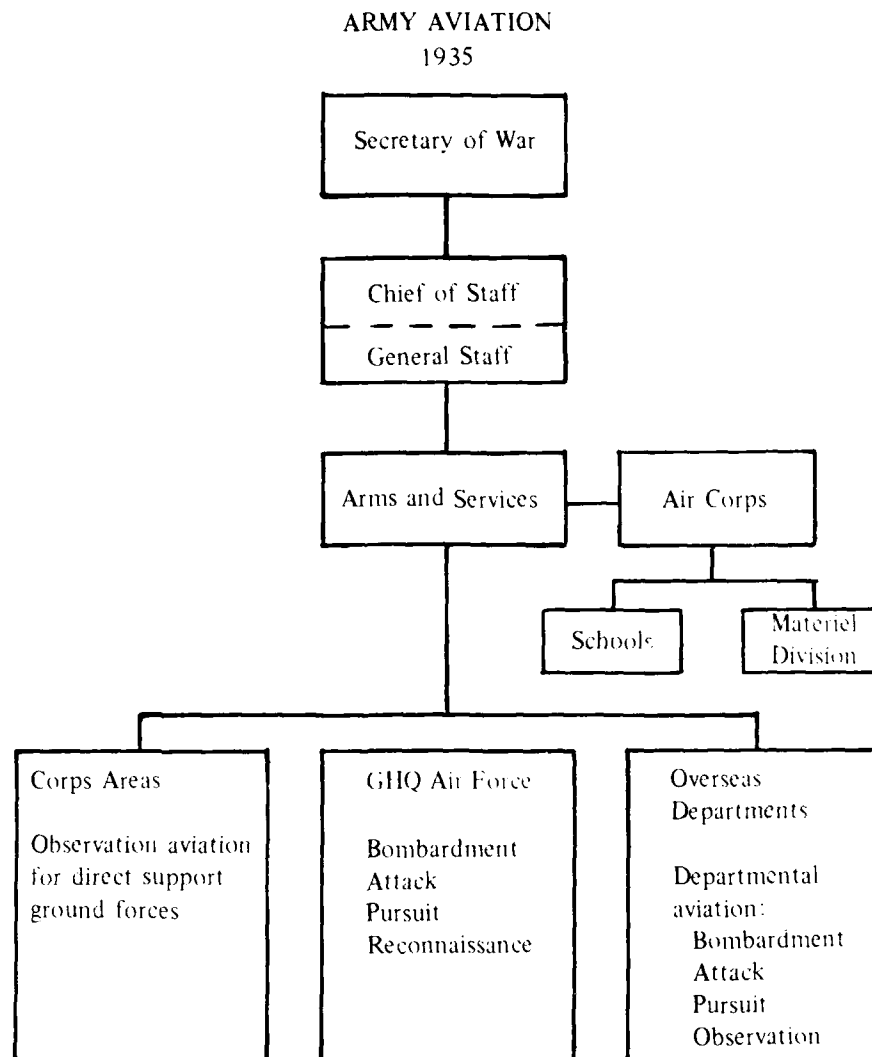 ARMY AVIATION
1935
Secretary of War
Chief of Staff
General Staff
Arms and Services
Air Corps
Schools
Materiel
Division
Corps Areas
Observation aviation
for direct support
ground forces
GHQ Air Force
Bombardment
Attack
Pursuit
Reconnaissance
Overseas
Departments
Departmental
aviation:
Bombardment
Attack
Pursuit
Observation